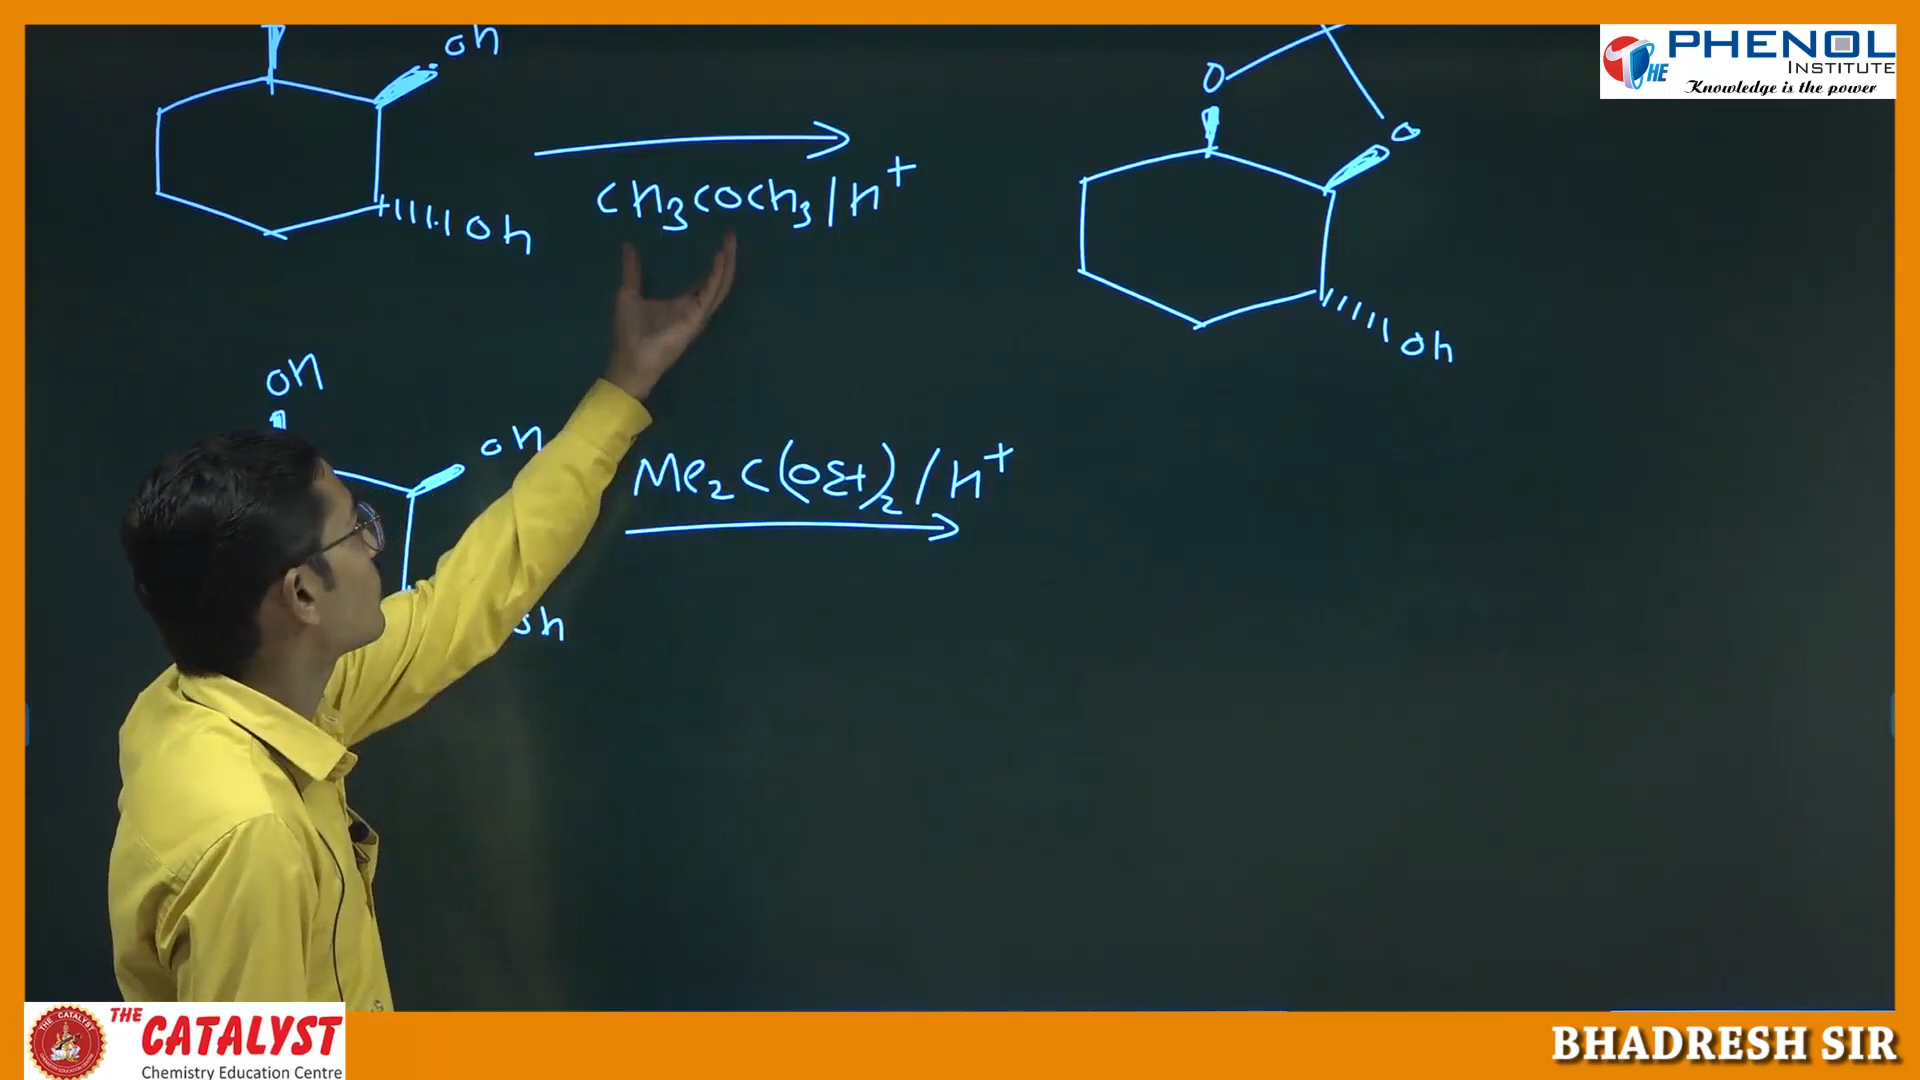 oh
O
CH3COCH3/H+
O
oh
oh
oh
oh
Me2C(OEt)2/H+
oh
THE PHENOL
INSTITUTE
Knowledge is the power
THE CATALYST
Chemistry Education Centre
BHADRESH SIR